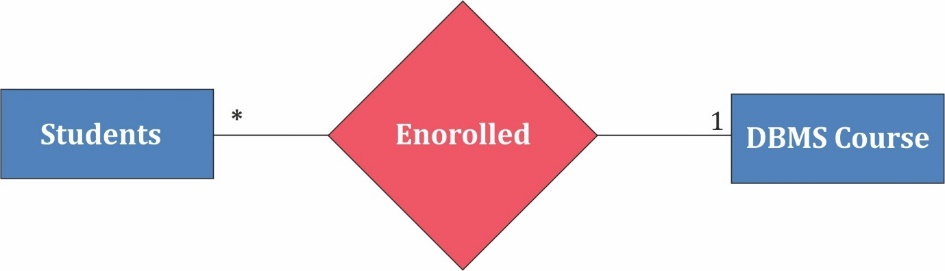 Students
*
Enorolled
1
DBMS Course